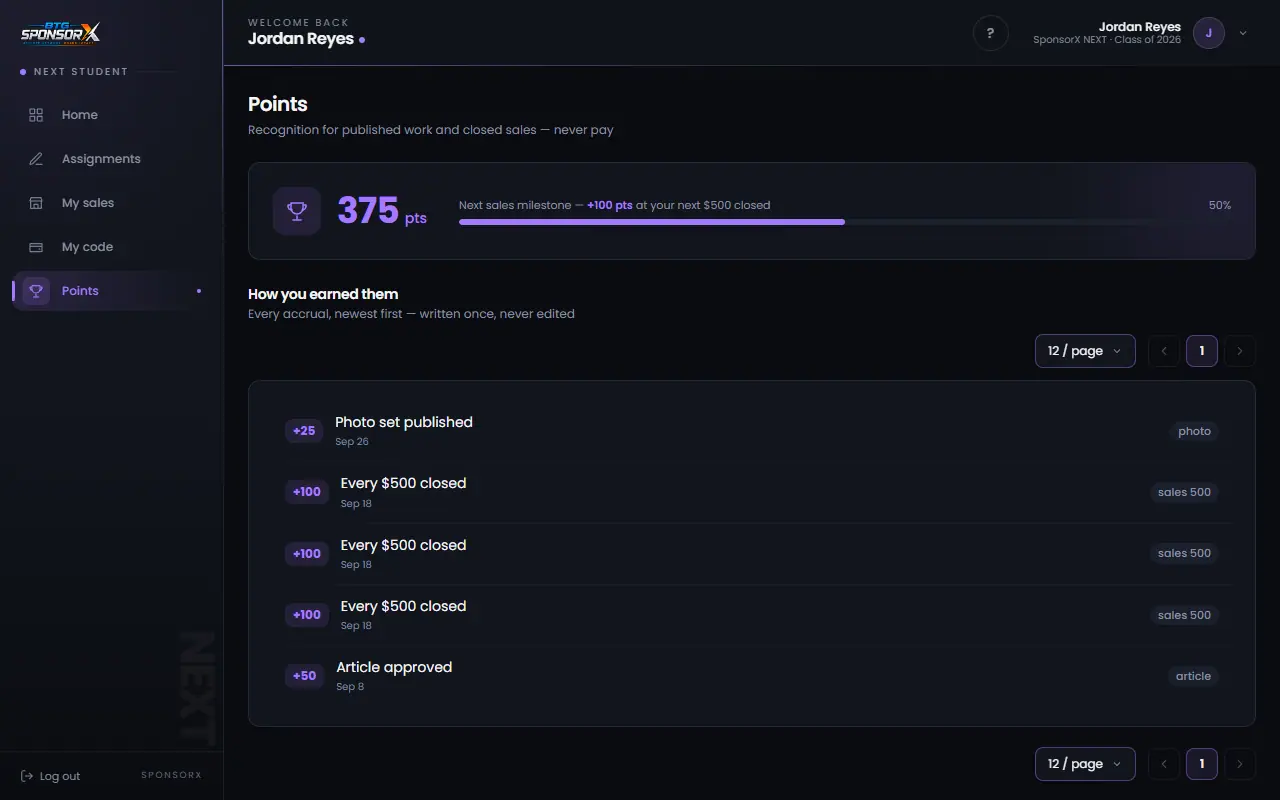 BTG
SPONSORX
NEXT STUDENT
Home
Assignments
My sales
My code
Points
NEXT
Log out
SPONSORX
WELCOME BACK
Jordan Reyes
?
Jordan Reyes
SponsorX NEXT · Class of 2026
J
Points
Recognition for published work and closed sales — never pay
375 pts
Next sales milestone — +100 pts at your next $500 closed
50%
How you earned them
Every accrual, newest first — written once, never edited
12 / page
1
+25
Photo set published
Sep 26
photo
+100
Every $500 closed
Sep 18
sales 500
+100
Every $500 closed
Sep 18
sales 500
+100
Every $500 closed
Sep 18
sales 500
+50
Article approved
Sep 8
article
12 / page
1